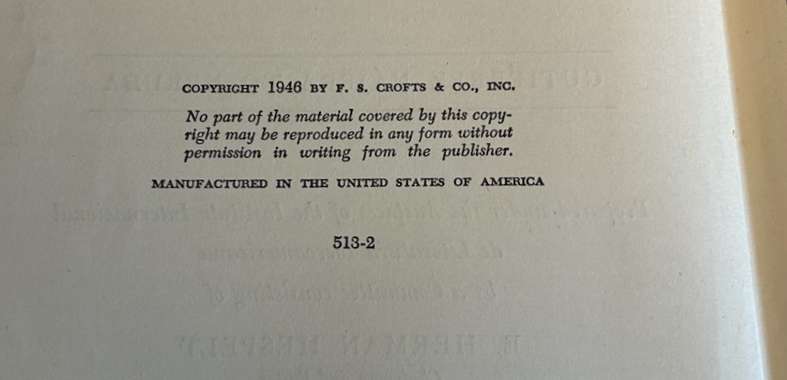 COPYRIGHT 1946 BY F. S. CROFTS & CO., INC.
No part of the material covered by this copy-
right may be reproduced in any form without
permission in writing from the publisher.
MANUFACTURED IN THE UNITED STATES OF AMERICA
513-2